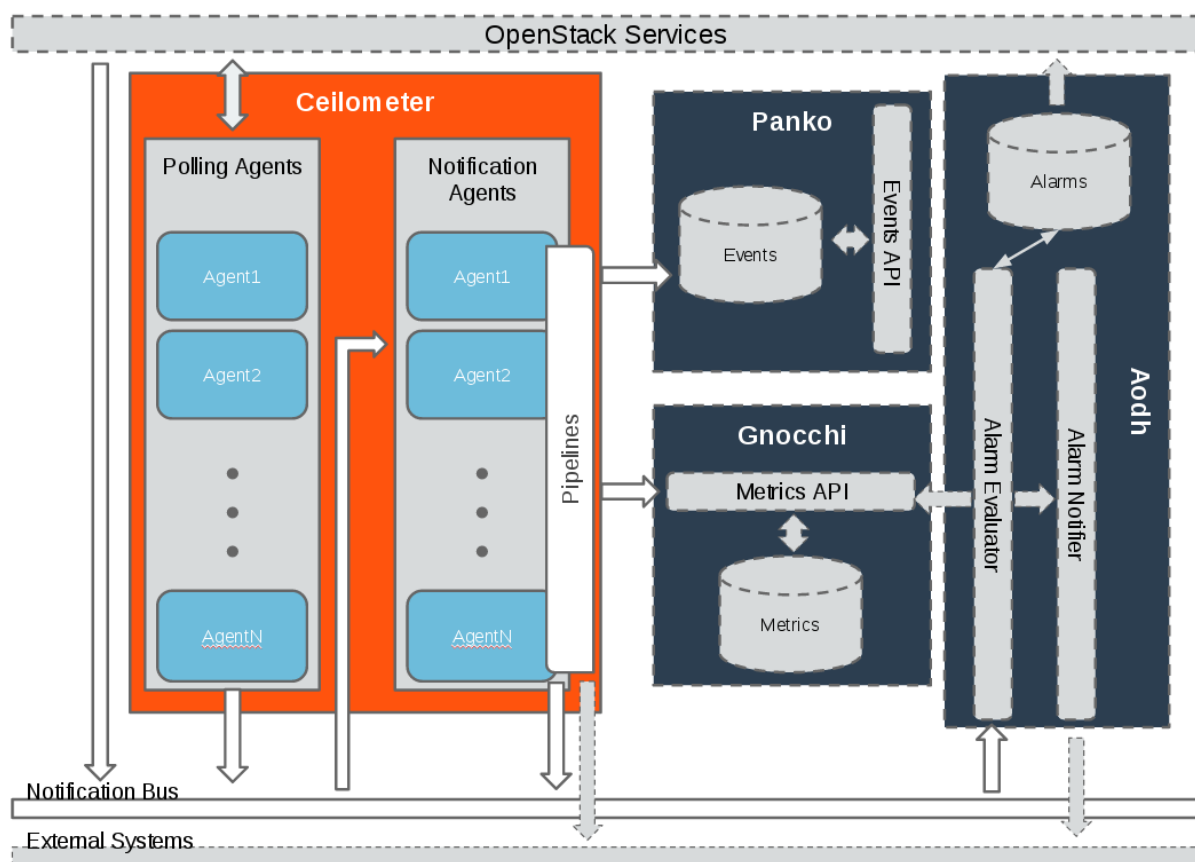 OpenStack Services
Ceilometer
Polling Agents
Agent1
Agent2
AgentN
Notification
Agents
Agent1
Agent2
AgentN
Pipelines
Panko
Events
Events API
Gnocchi
Metrics API
Metrics
Alarms
Alarm Evaluator
Alarm Notifier
Aodh
Notification Bus
External Systems